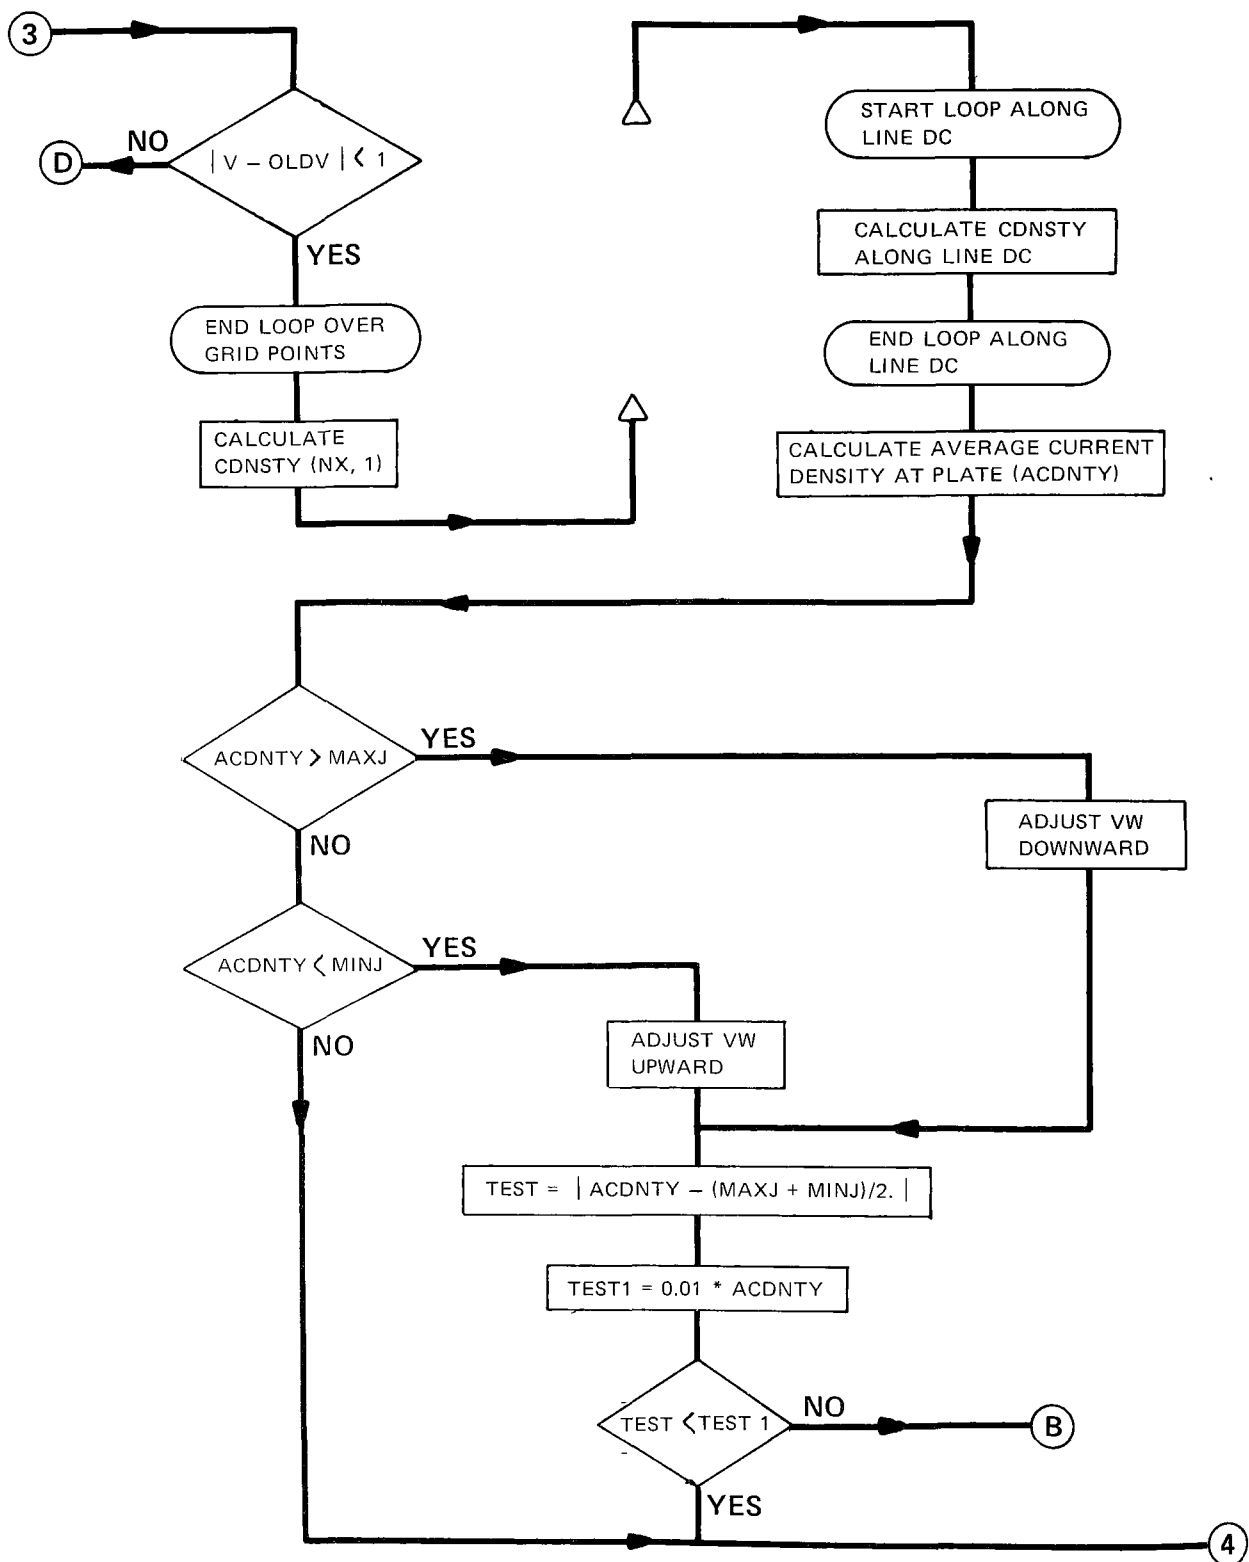 3
NO
D
| V – OLDV | < 1
YES
END LOOP OVER
GRID POINTS
CALCULATE
CDNSTY (NX, 1)
START LOOP ALONG
LINE DC
CALCULATE CDNSTY
ALONG LINE DC
END LOOP ALONG
LINE DC
CALCULATE AVERAGE CURRENT
DENSITY AT PLATE (ACDNTY)
ACDNTY > MAXJ
YES
NO
ADJUST VW
DOWNWARD
ACDNTY < MINJ
YES
NO
ADJUST VW
UPWARD
TEST = | ACDNTY – (MAXJ + MINJ)/2. |
TEST1 = 0.01 * ACDNTY
TEST < TEST 1
NO
B
YES
4